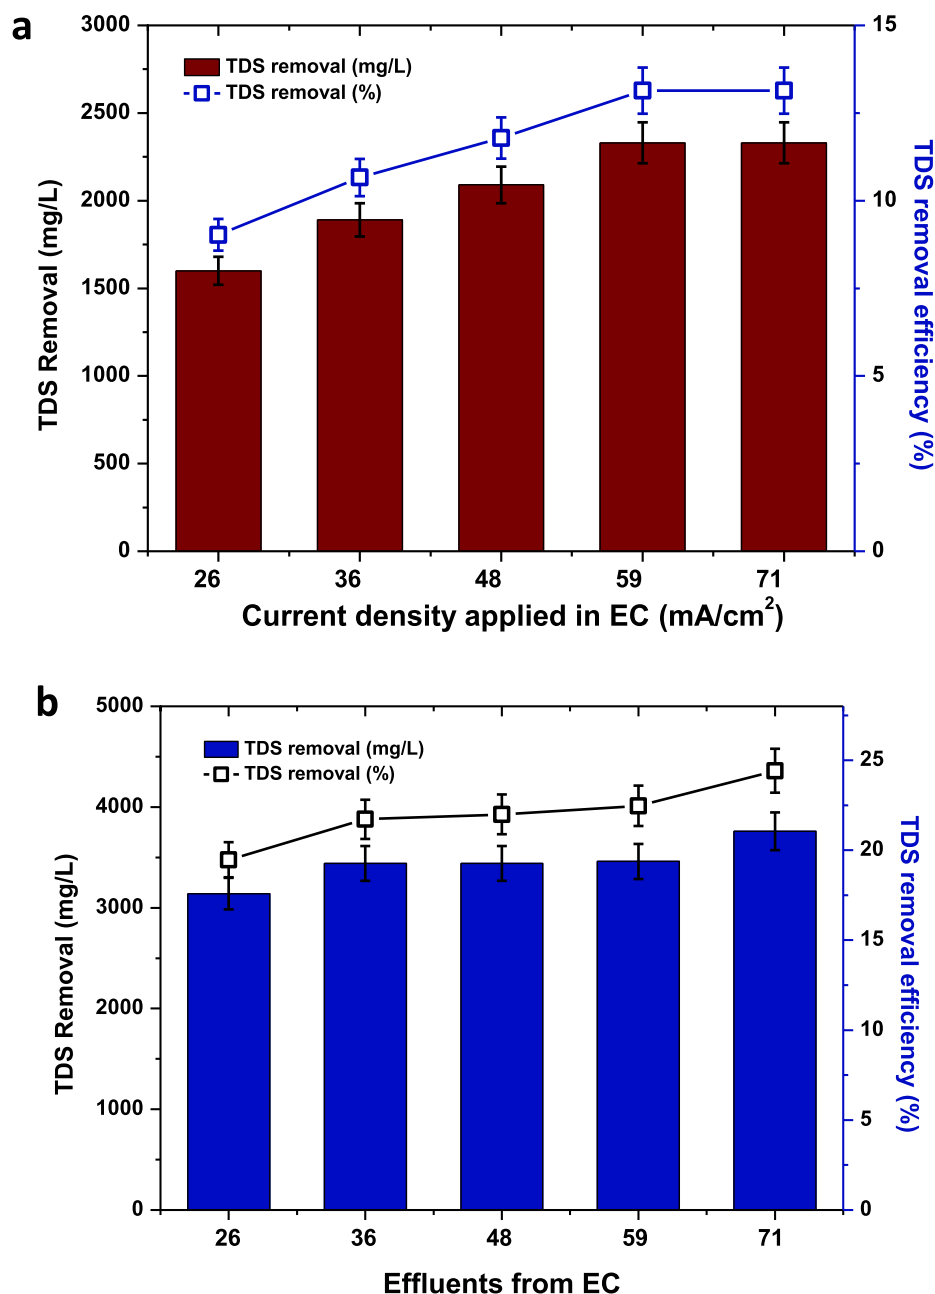 a
3000
2500
2000
1500
1000
500
0
TDS Removal (mg/L)
TDS removal (mg/L)
TDS removal (%)
15
10
5
0
TDS removal efficiency (%)
26 36 48 59 71
Current density applied in EC (mA/cm²)
b
5000
4000
3000
2000
1000
0
TDS Removal (mg/L)
TDS removal (mg/L)
TDS removal (%)
25
20
15
10
5
0
TDS removal efficiency (%)
26 36 48 59 71
Effluents from EC